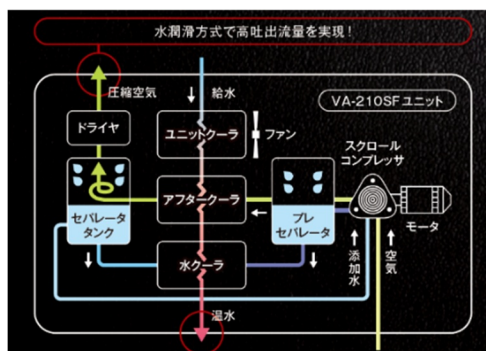 水潤滑方式で高吐出流量を実現！
圧縮空気
給水
VA-210SFユニット
ドライヤ
ユニットクーラ
ファン
スクロール
コンプレッサ
アフタークーラ
セパレータ
タンク
プレ
セパレータ
モータ
水クーラ
添加水
空気
温水